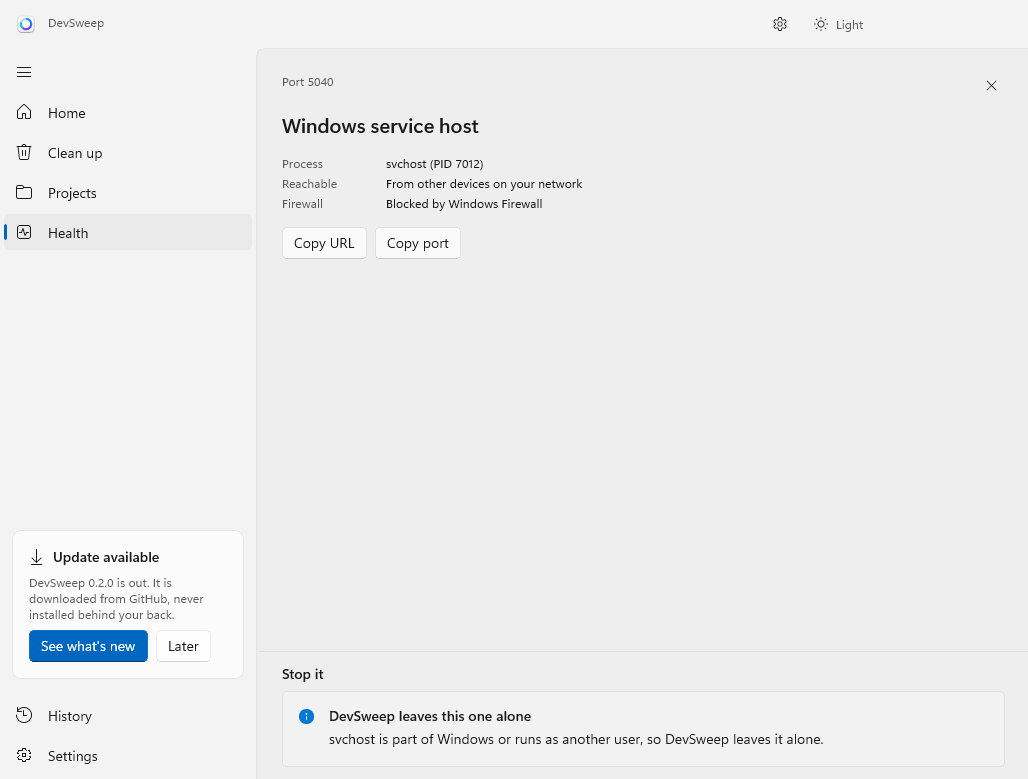 DevSweep
Light
Home
Clean up
Projects
Health
Update available
DevSweep 0.2.0 is out. It is
downloaded from GitHub, never
installed behind your back.
See what's new
Later
History
Settings
Port 5040
Windows service host
Process svchost (PID 7012)
Reachable From other devices on your network
Firewall Blocked by Windows Firewall
Copy URL
Copy port
Stop it
DevSweep leaves this one alone
svchost is part of Windows or runs as another user, so DevSweep leaves it alone.